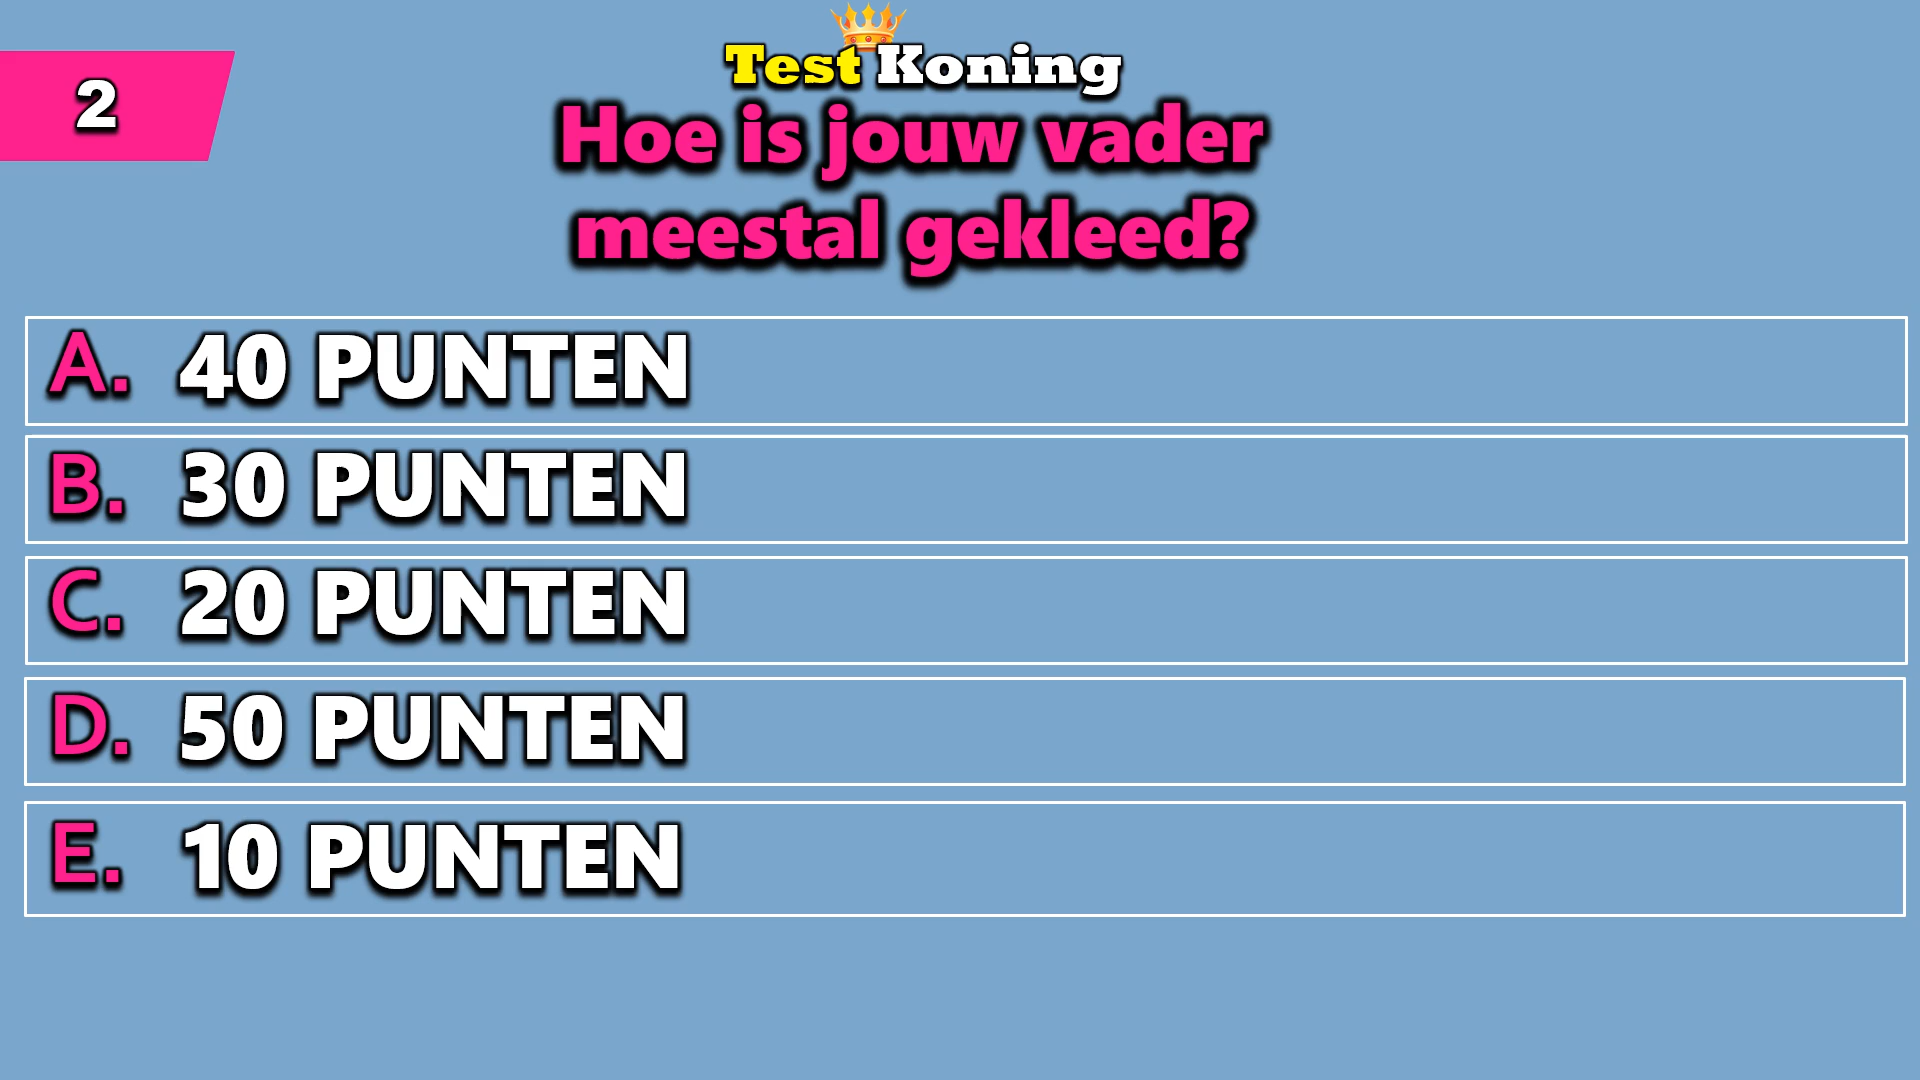 2
Test Koning
Hoe is jouw vader
meestal gekleed?
A. 40 PUNTEN
B. 30 PUNTEN
C. 20 PUNTEN
D. 50 PUNTEN
E. 10 PUNTEN